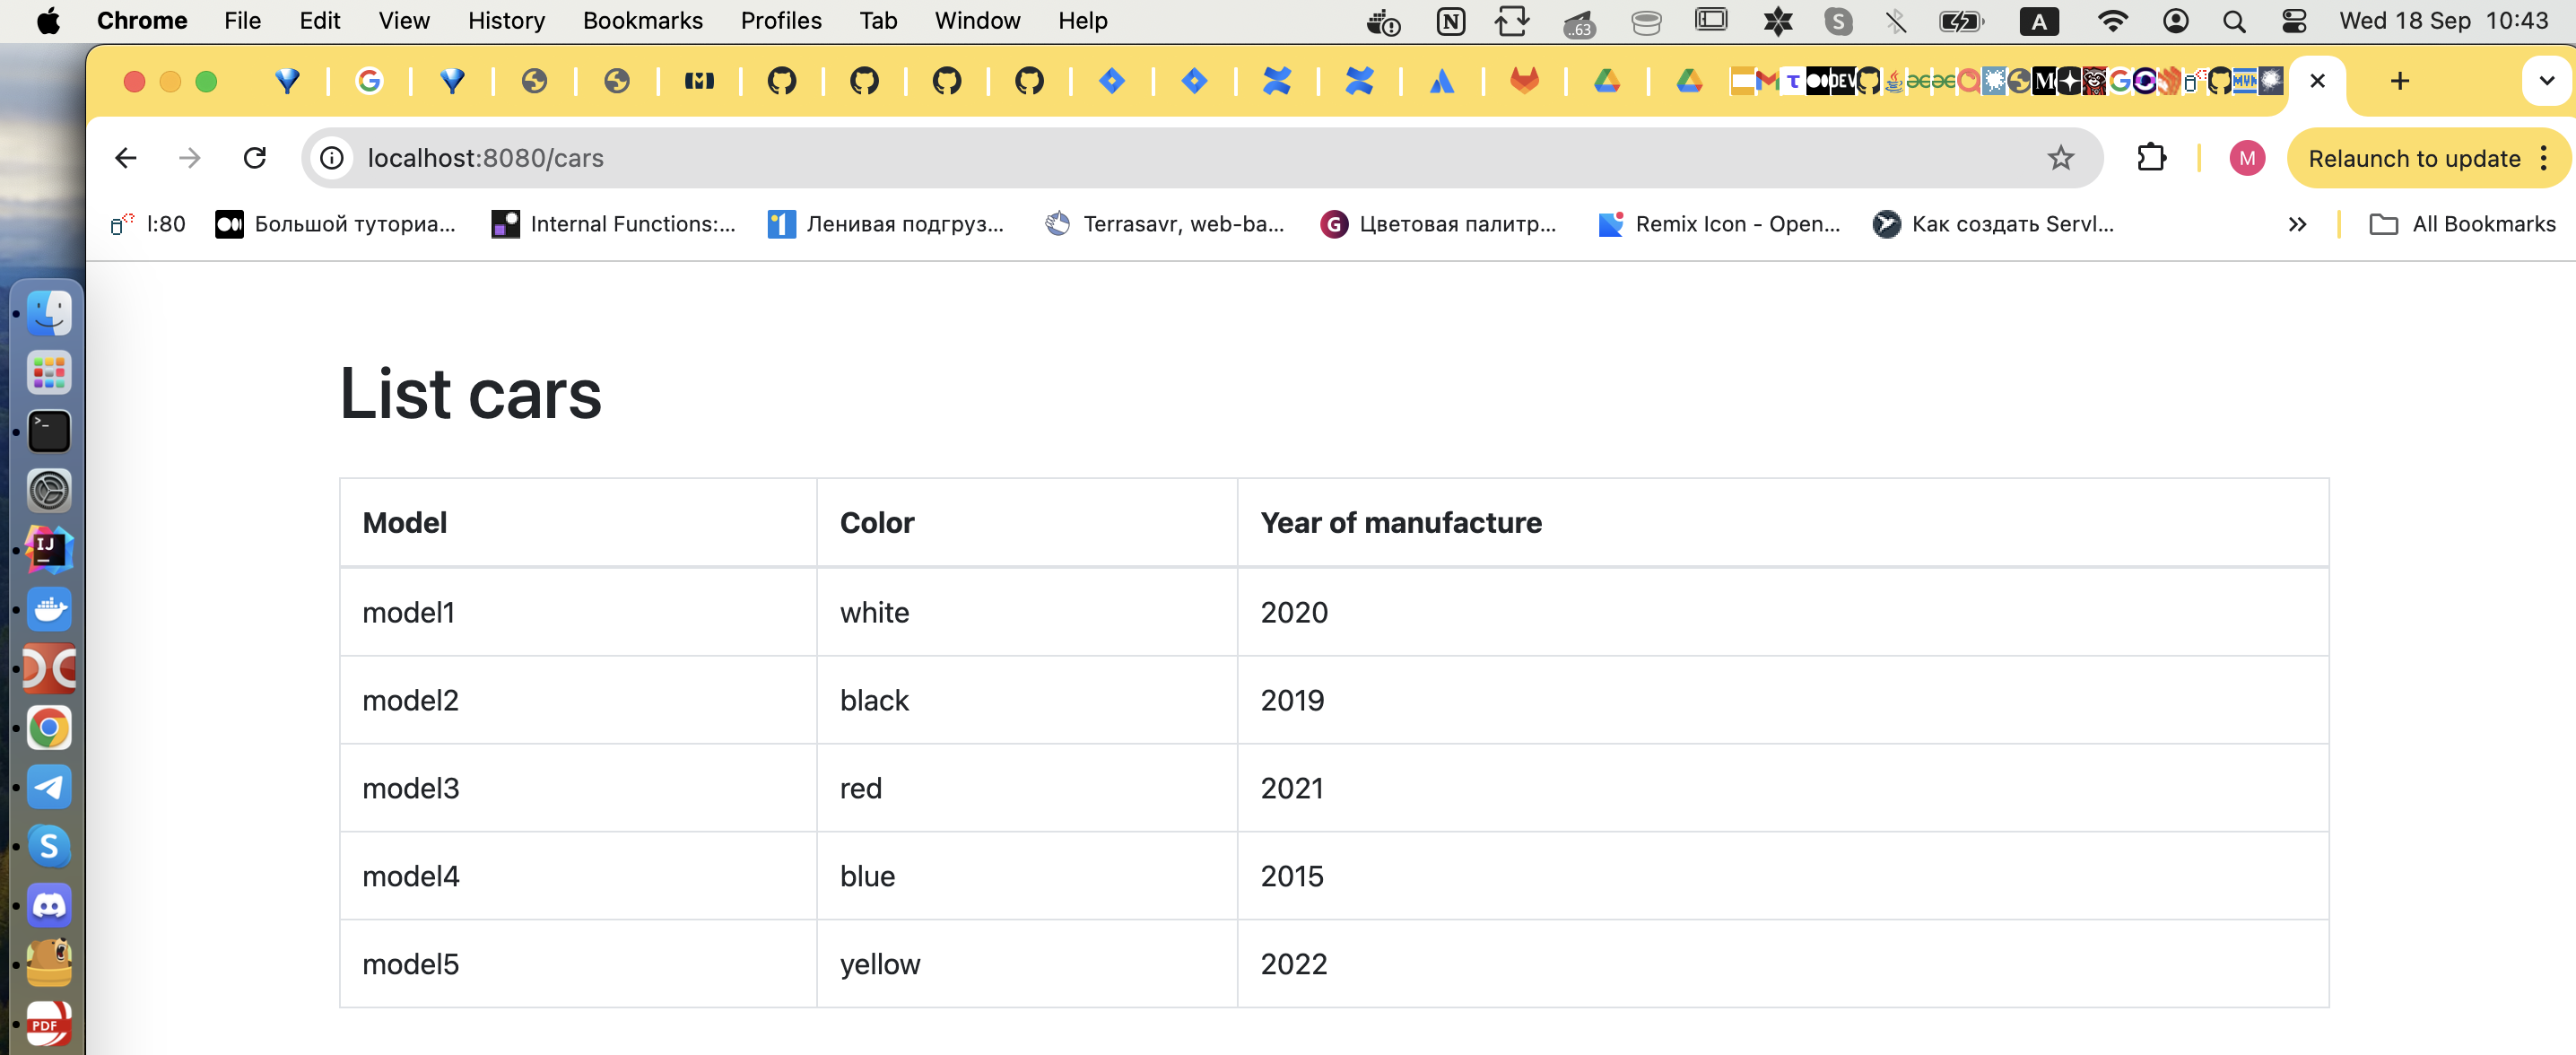 Chrome File Edit View History Bookmarks Profiles Tab Window Help ..63 A Wed 18 Sep 10:43
localhost:8080/cars M Relaunch to update
l:80 Большой туториа... Internal Functions:... Ленивая подгруз... Terrasavr, web-ba... Цветовая палитр... Remix Icon - Open... Как создать Servl... All Bookmarks
List cars
Model Color Year of manufacture
model1 white 2020
model2 black 2019
model3 red 2021
model4 blue 2015
model5 yellow 2022
PDF